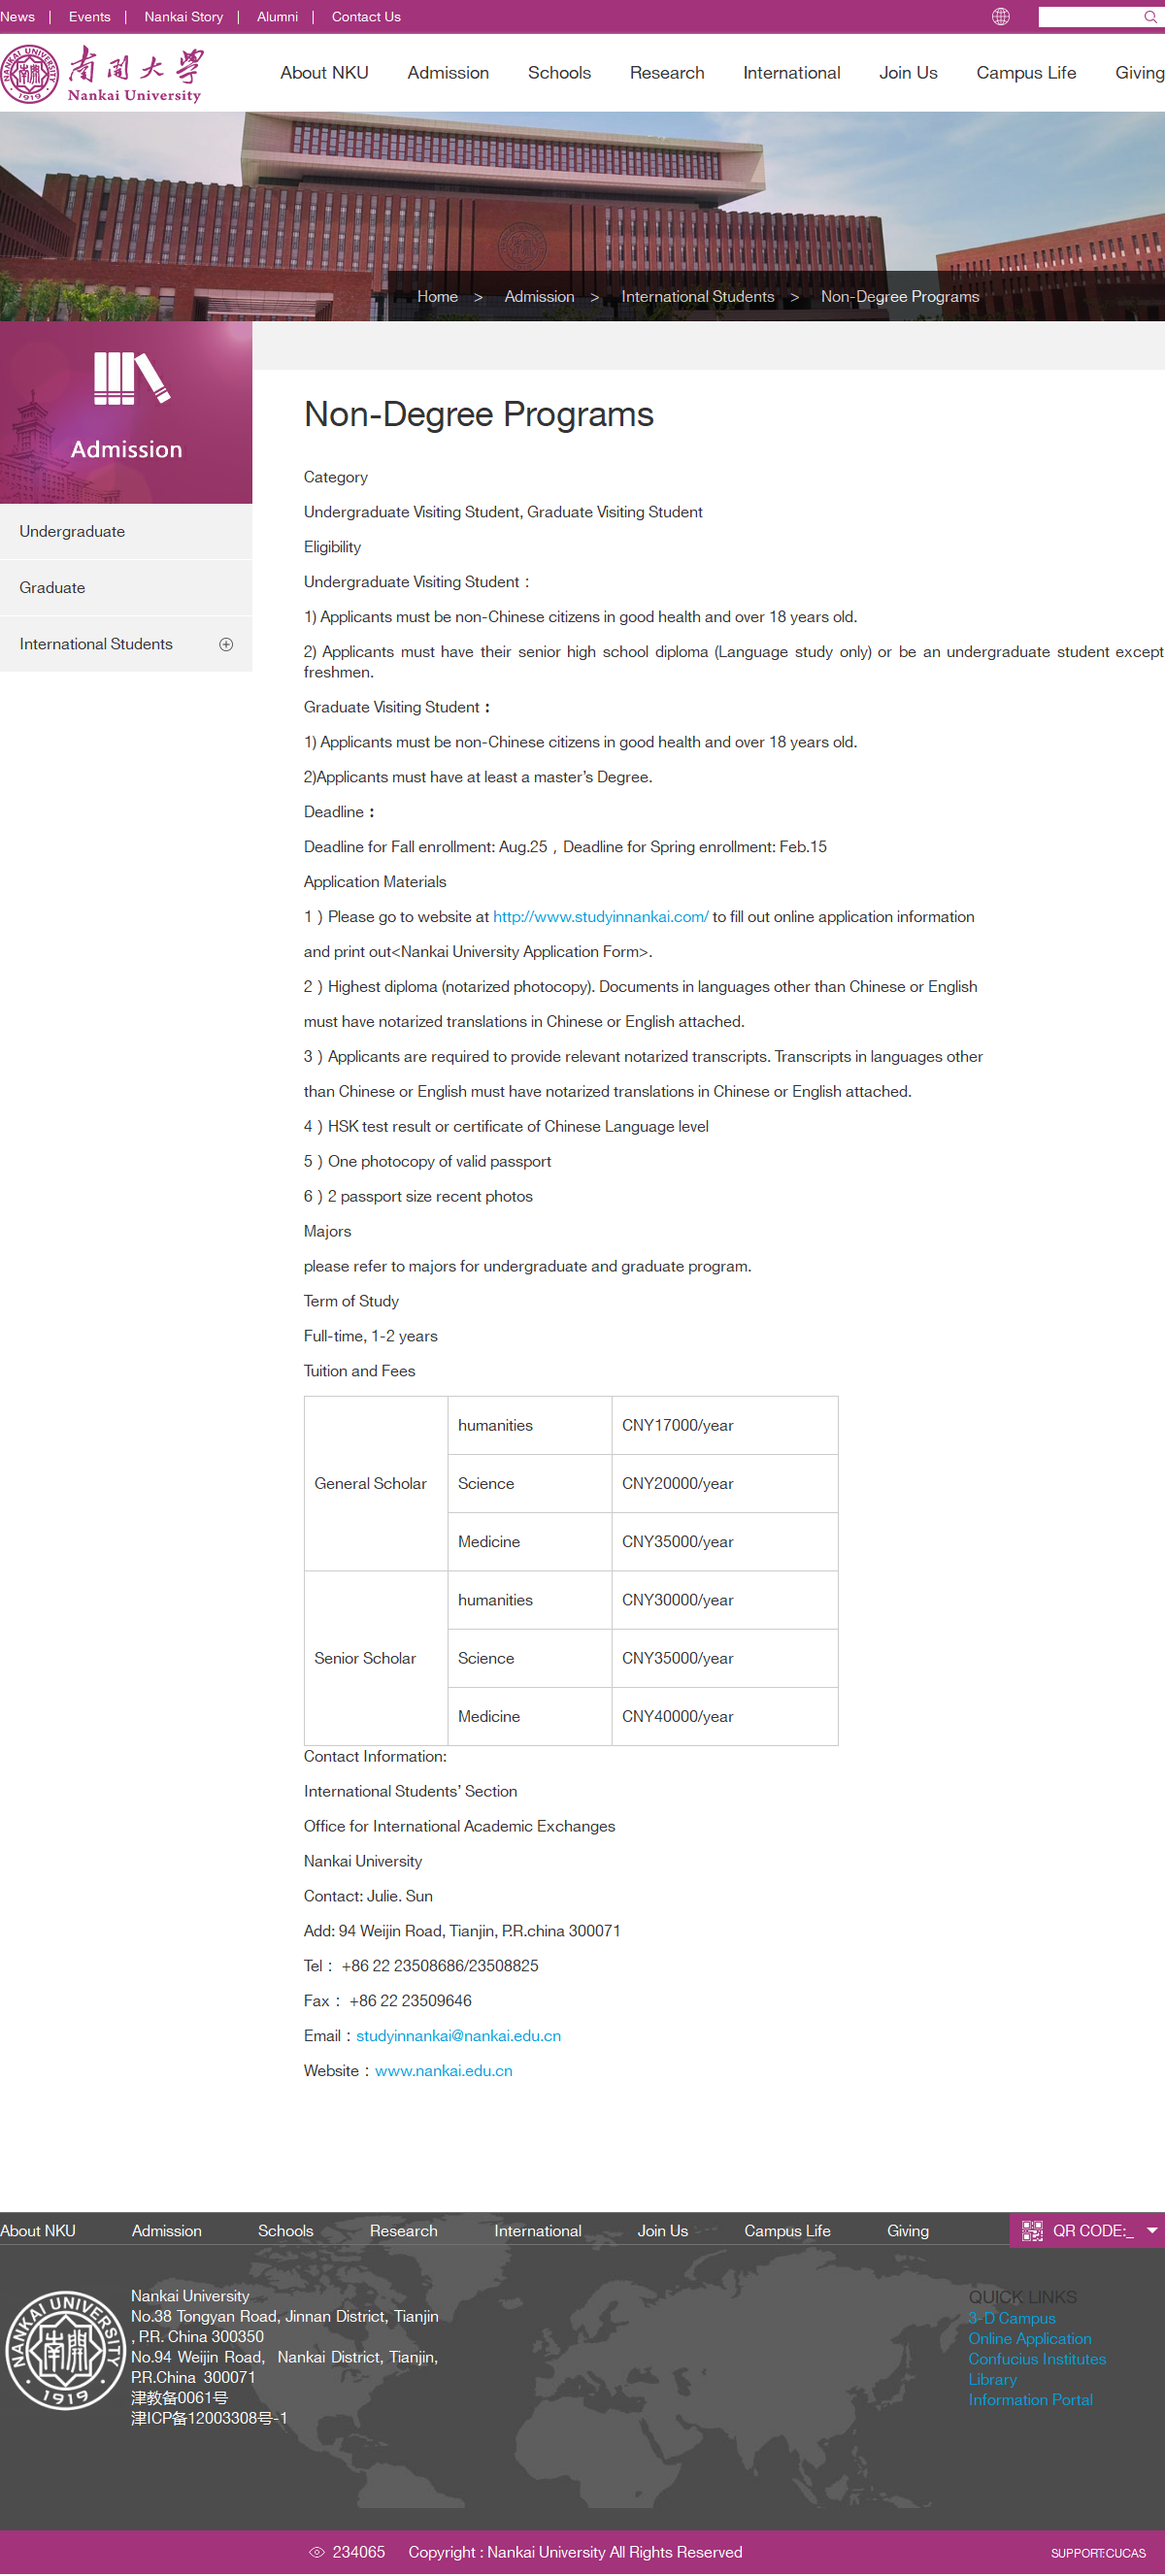 News | Events | Nankai Story | Alumni | Contact Us
南开大学
Nankai University
NANKAI UNIVERSITY
1919
About NKU Admission Schools Research International Join Us Campus Life Giving
Home > Admission > International Students > Non-Degree Programs
Admission
Undergraduate
Graduate
International Students
Non-Degree Programs
Category
Undergraduate Visiting Student, Graduate Visiting Student
Eligibility
Undergraduate Visiting Student：
1) Applicants must be non-Chinese citizens in good health and over 18 years old.
2) Applicants must have their senior high school diploma (Language study only) or be an undergraduate student except
freshmen.
Graduate Visiting Student：
1) Applicants must be non-Chinese citizens in good health and over 18 years old.
2)Applicants must have at least a master’s Degree.
Deadline：
Deadline for Fall enrollment: Aug.25，Deadline for Spring enrollment: Feb.15
Application Materials
1）Please go to website at http://www.studyinnankai.com/ to fill out online application information
and print out<Nankai University Application Form>.
2）Highest diploma (notarized photocopy). Documents in languages other than Chinese or English
must have notarized translations in Chinese or English attached.
3）Applicants are required to provide relevant notarized transcripts. Transcripts in languages other
than Chinese or English must have notarized translations in Chinese or English attached.
4）HSK test result or certificate of Chinese Language level
5）One photocopy of valid passport
6）2 passport size recent photos
Majors
please refer to majors for undergraduate and graduate program.
Term of Study
Full-time, 1-2 years
Tuition and Fees
General Scholar
humanities CNY17000/year
Science CNY20000/year
Medicine CNY35000/year
Senior Scholar
humanities CNY30000/year
Science CNY35000/year
Medicine CNY40000/year
Contact Information:
International Students’ Section
Office for International Academic Exchanges
Nankai University
Contact: Julie. Sun
Add: 94 Weijin Road, Tianjin, P.R.china 300071
Tel： +86 22 23508686/23508825
Fax： +86 22 23509646
Email：studyinnankai@nankai.edu.cn
Website：www.nankai.edu.cn
About NKU Admission Schools Research International Join Us Campus Life Giving
QR CODE:_
NANKAI UNIVERSITY
1919
Nankai University
No.38 Tongyan Road, Jinnan District, Tianjin
, P.R. China 300350
No.94 Weijin Road, Nankai District, Tianjin,
P.R.China 300071
津教备0061号
津ICP备12003308号-1
QUICK LINKS
3-D Campus
Online Application
Confucius Institutes
Library
Information Portal
234065 Copyright : Nankai University All Rights Reserved
SUPPORT:CUCAS